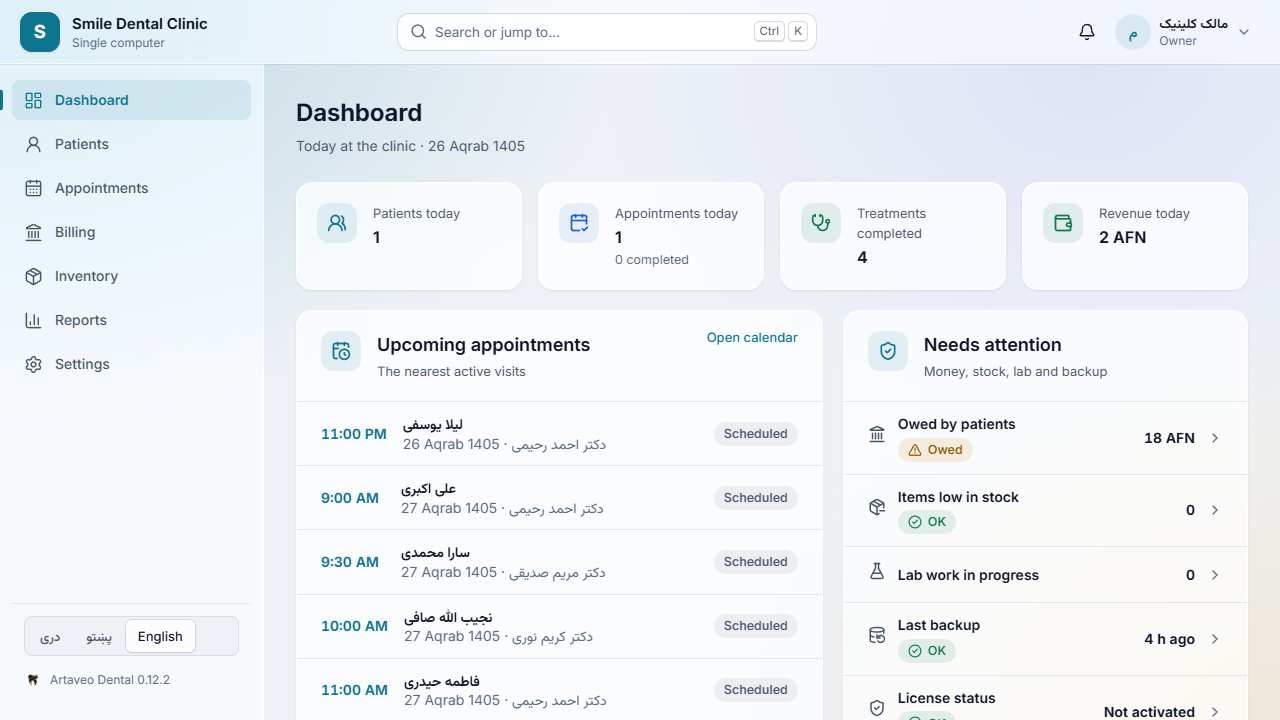 S
Smile Dental Clinic
Single computer
Search or jump to...
Ctrl K
م
مالک کلینیک
Owner
Dashboard
Patients
Appointments
Billing
Inventory
Reports
Settings
دری
پښتو
English
Artaveo Dental 0.12.2
Dashboard
Today at the clinic · 26 Aqrab 1405
Patients today
1
Appointments today
1
0 completed
Treatments
completed
4
Revenue today
2 AFN
Upcoming appointments
Open calendar
The nearest active visits
11:00 PM
لیلا یوسفی
26 Aqrab 1405 · دکتر احمد رحیمی
Scheduled
9:00 AM
علی اکبری
27 Aqrab 1405 · دکتر احمد رحیمی
Scheduled
9:30 AM
سارا محمدی
27 Aqrab 1405 · دکتر مریم صدیقی
Scheduled
10:00 AM
نجیب الله صافی
27 Aqrab 1405 · دکتر کریم نوری
Scheduled
11:00 AM
فاطمه حیدری
27 Aqrab 1405 · دکتر احمد رحیمی
Scheduled
Needs attention
Money, stock, lab and backup
Owed by patients
Owed
18 AFN
Items low in stock
OK
0
Lab work in progress
0
Last backup
OK
4 h ago
License status
Not activated